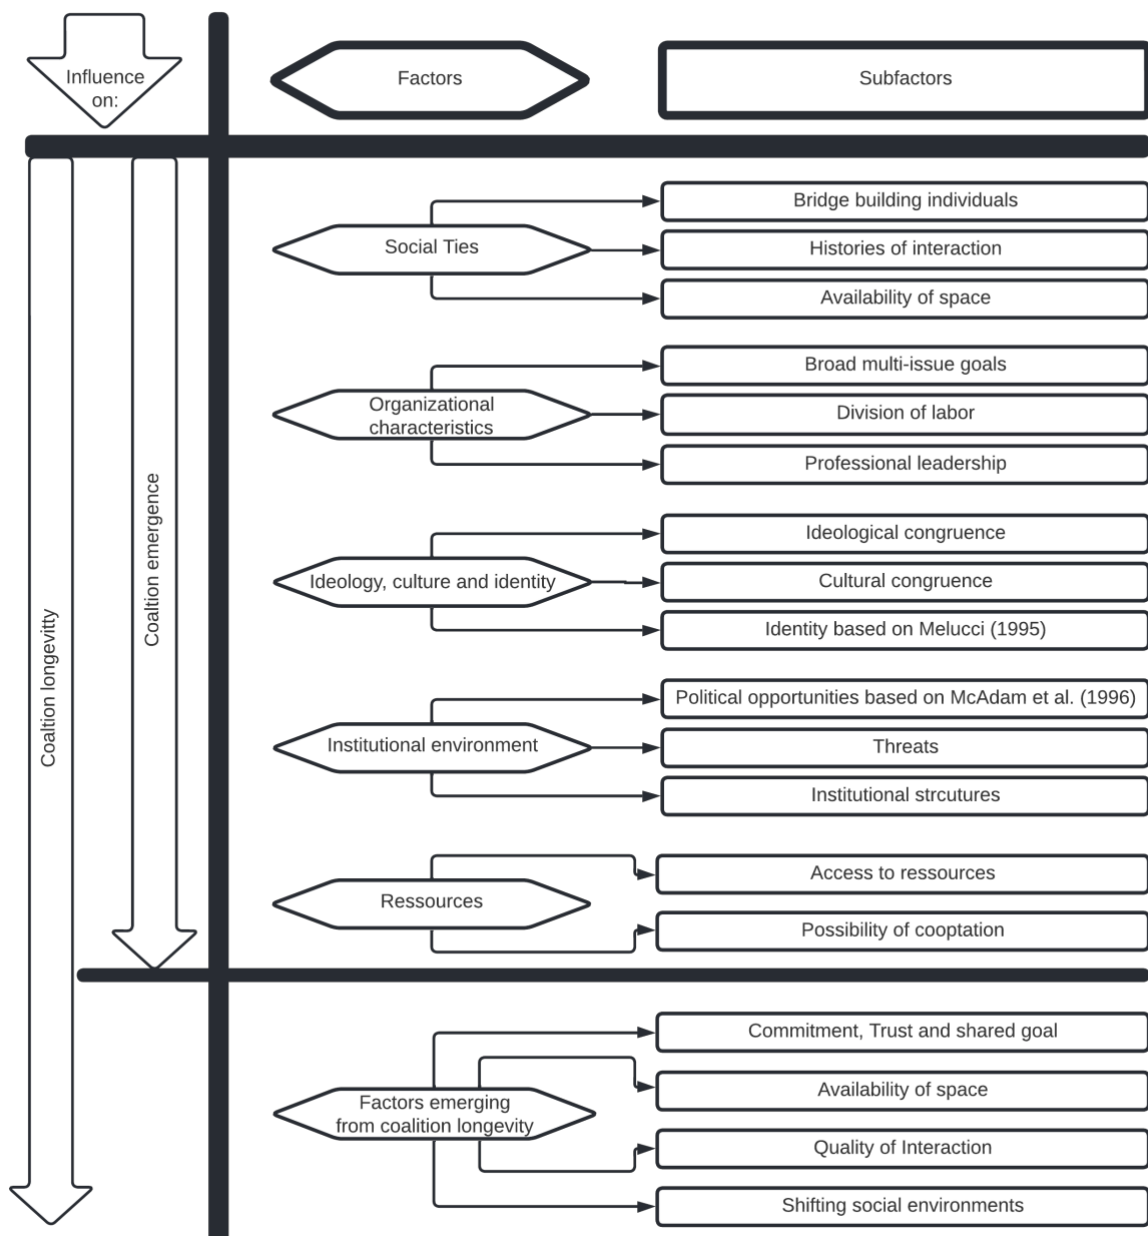 Influence
on:
Factors
Subfactors
Coaltion longevitty
Coaltion emergence
Social Ties
Bridge building individuals
Histories of interaction
Availability of space
Organizational
characteristics
Broad multi-issue goals
Division of labor
Professional leadership
Ideology, culture and identity
Ideological congruence
Cultural congruence
Identity based on Melucci (1995)
Institutional environment
Political opportunities based on McAdam et al. (1996)
Threats
Institutional strcutures
Ressources
Access to ressources
Possibility of cooptation
Factors emerging
from coalition longevity
Commitment, Trust and shared goal
Availability of space
Quality of Interaction
Shifting social environments